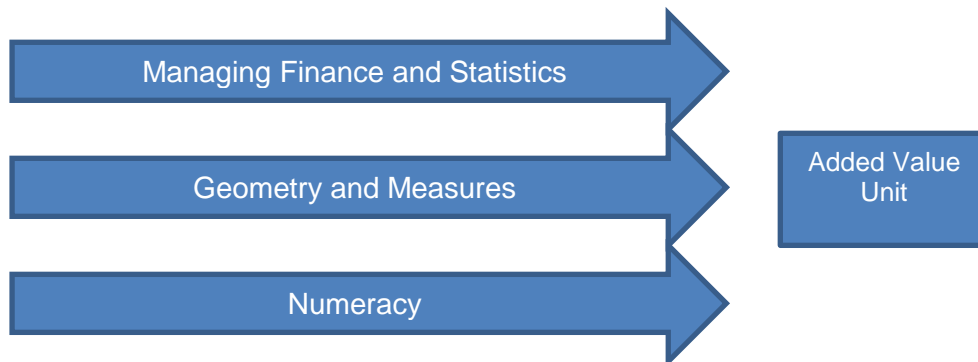 Managing Finance and Statistics
Geometry and Measures
Numeracy
Added Value
Unit